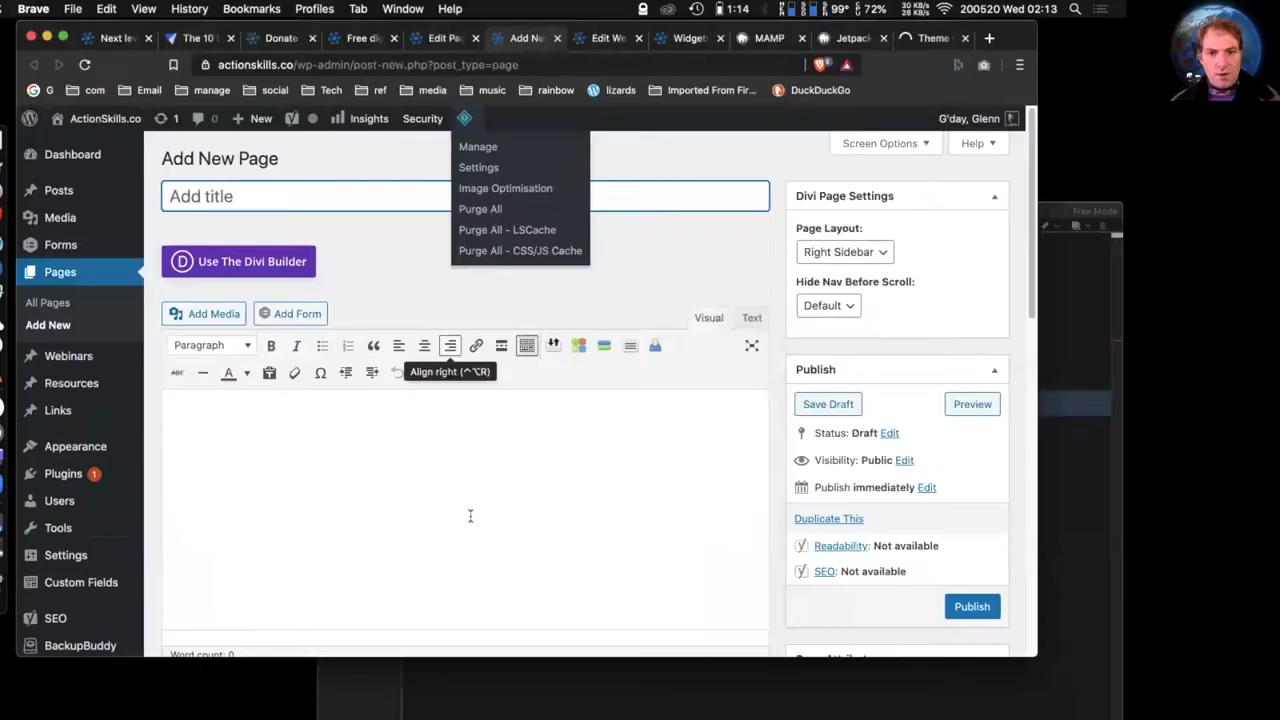 Brave File Edit View History Bookmarks Profiles Tab Window Help 1:14 99° 30 KB/s 28 KB/s 72% 200520 Wed 02:13
Next lev The 10 Donate Free dig Edit Pa Add Ne Edit We Widget MAMP Jetpack Theme
actionskills.co/wp-admin/post-new.php?post_type=page
G com Email manage social Tech ref media music rainbow lizards Imported From Fir... DuckDuckGo
ActionSkills.co 1 0 New Insights Security G'day, Glenn
Manage
Settings
Image Optimisation
Purge All
Purge All - LSCache
Purge All - CSS/JS Cache
Dashboard
Posts
Media
Forms
Pages
All Pages
Add New
Webinars
Resources
Links
Appearance
Plugins 1
Users
Tools
Settings
Custom Fields
SEO
BackupBuddy
Screen Options Help
Add New Page
Add title
Use The Divi Builder
Add Media Add Form
Visual Text
Paragraph B I
ABC A
Align right (^⌥R)
Word count: 0
Divi Page Settings
Page Layout:
Right Sidebar
Hide Nav Before Scroll:
Default
Publish
Save Draft Preview
Status: Draft Edit
Visibility: Public Edit
Publish immediately Edit
Duplicate This
Readability: Not available
SEO: Not available
Publish